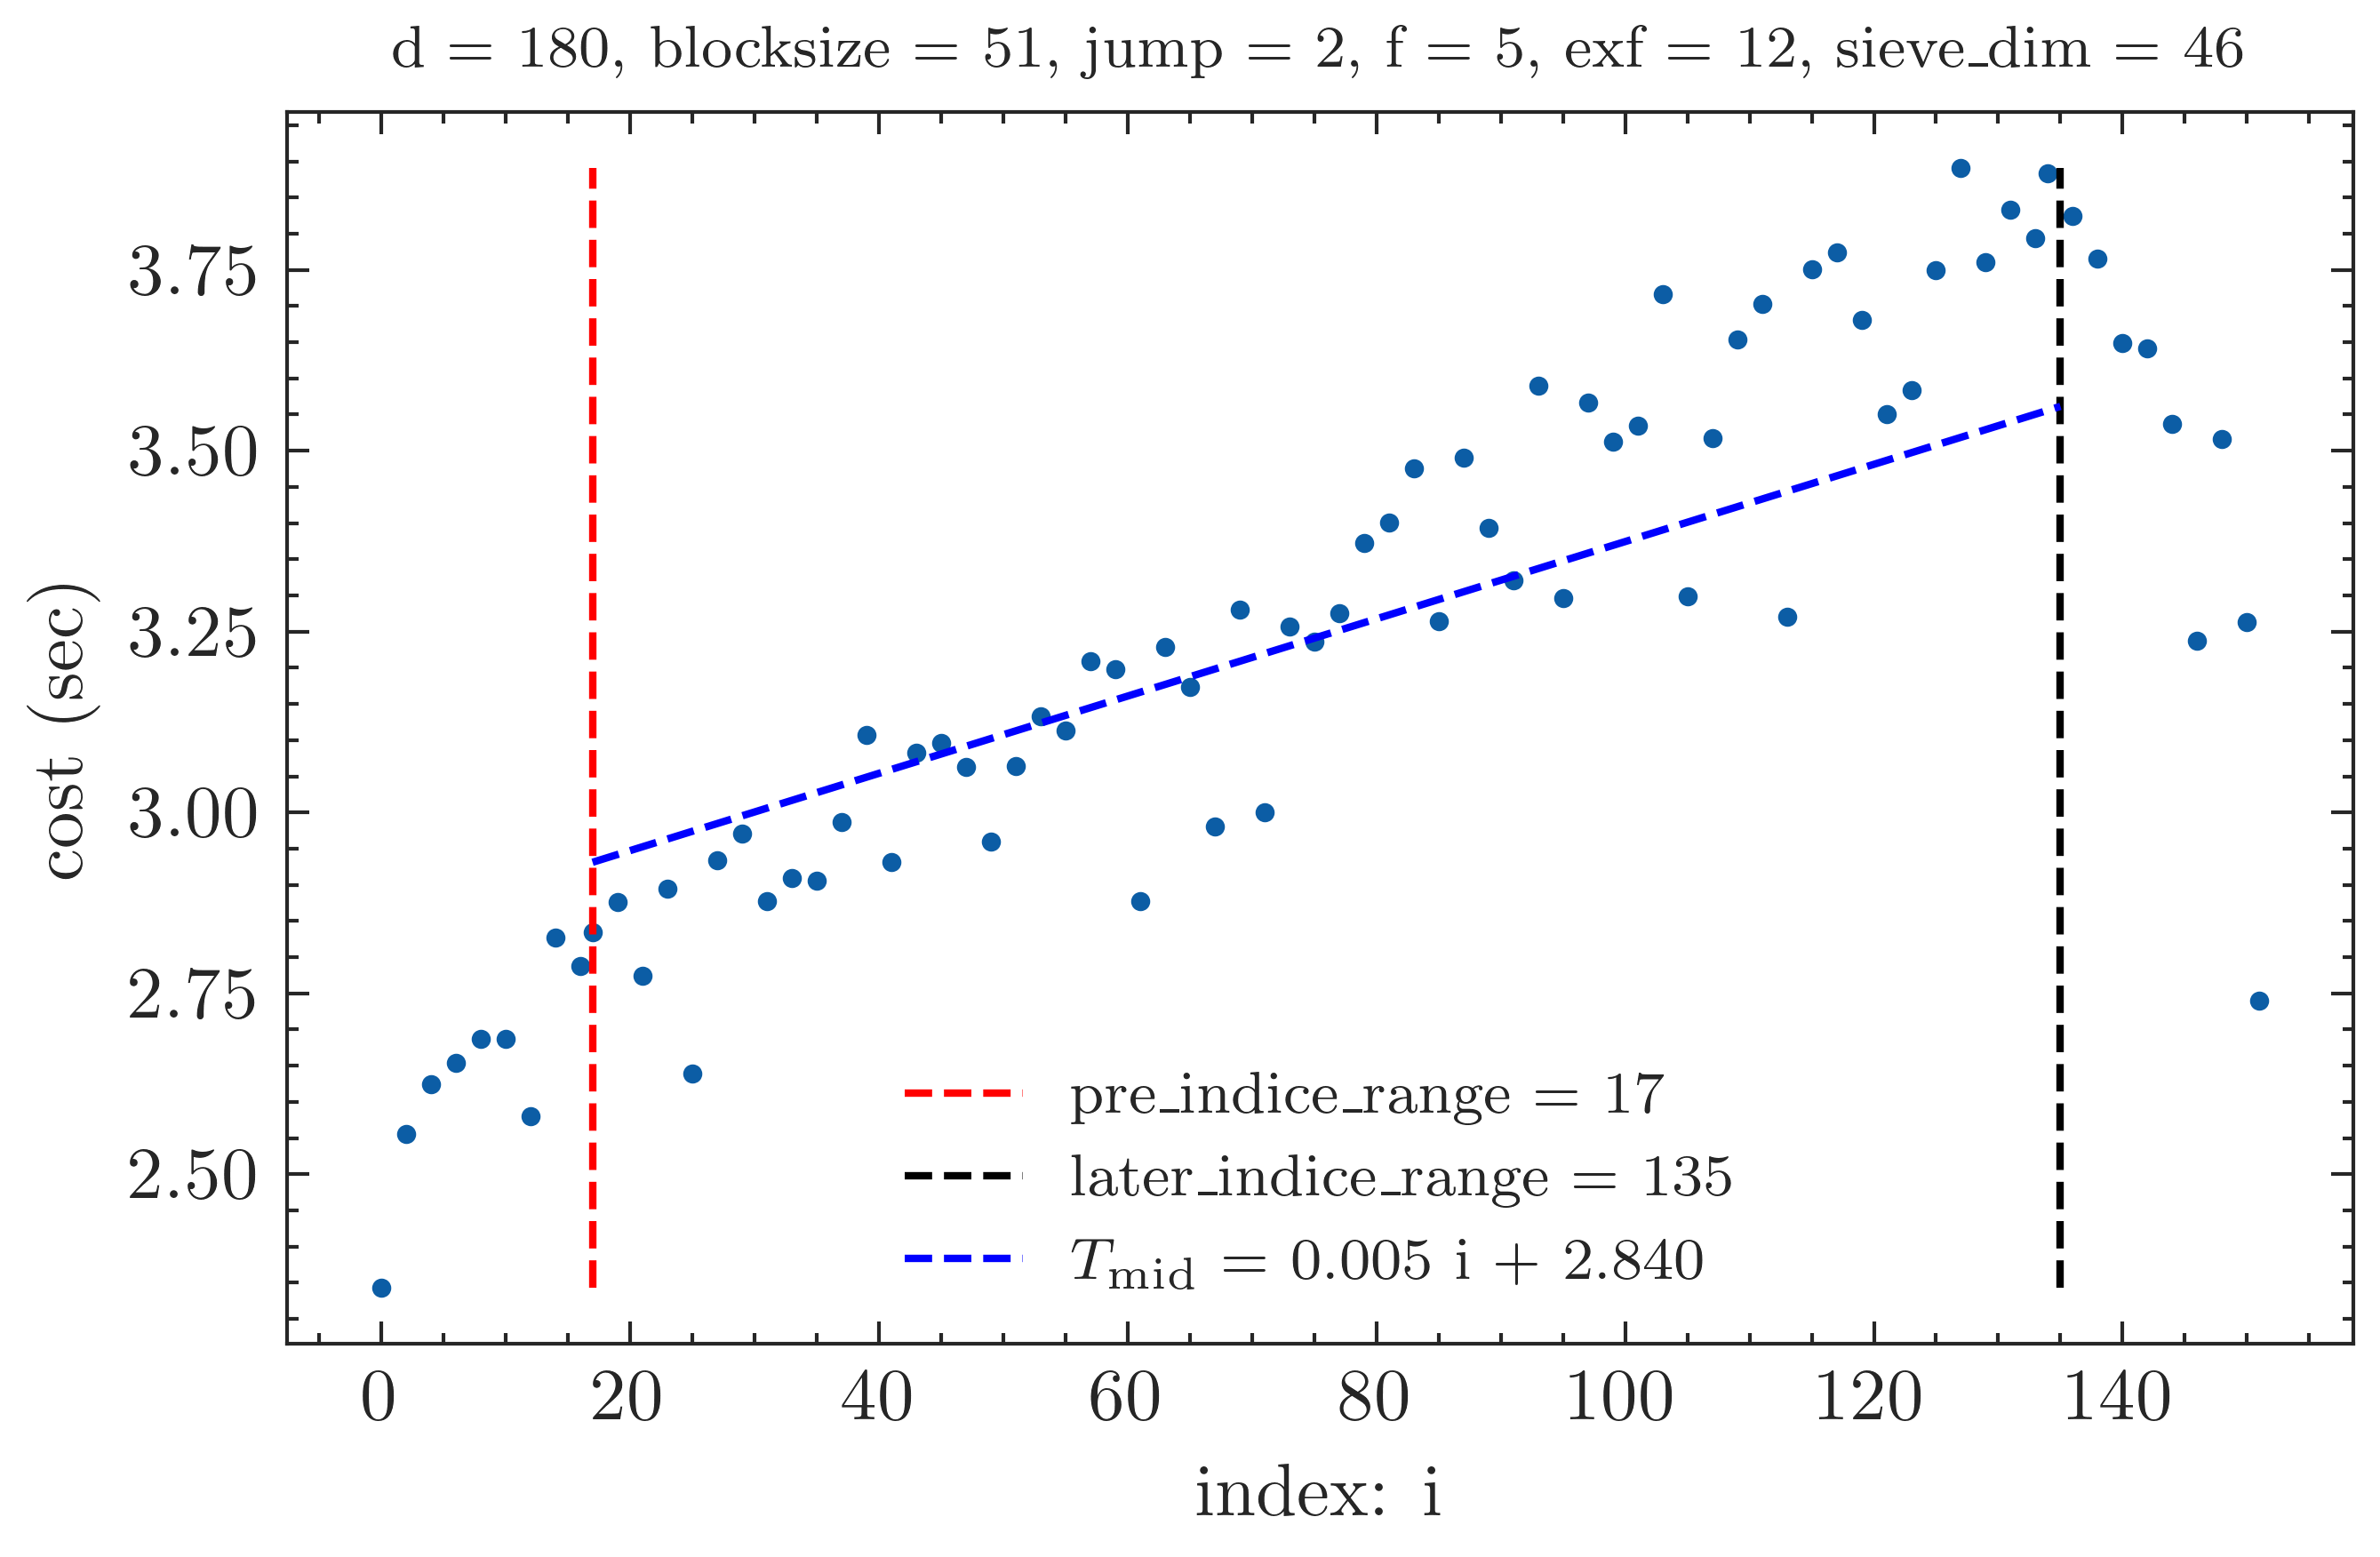 d = 180, blocksize = 51, jump = 2, f = 5, exf = 12, sieve_dim = 46
cost (sec)
3.75
3.50
3.25
3.00
2.75
2.50
pre_indice_range = 17
later_indice_range = 135
T_mid = 0.005 i + 2.840
0 20 40 60 80 100 120 140
index: i